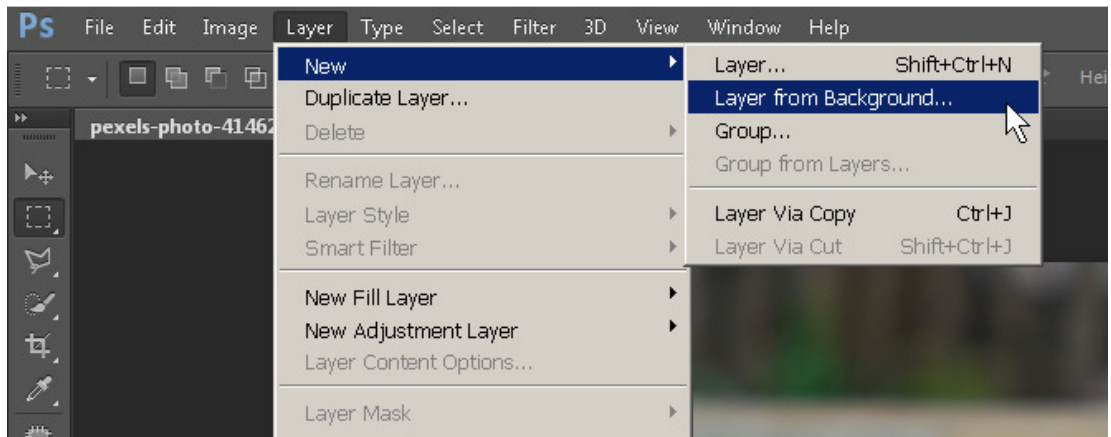 Ps File Edit Image Layer Type Select Filter 3D View Window Help
Hei
pexels-photo-41462
New
Duplicate Layer...
Delete
Rename Layer...
Layer Style
Smart Filter
New Fill Layer
New Adjustment Layer
Layer Content Options...
Layer Mask
Layer... Shift+Ctrl+N
Layer from Background...
Group...
Group from Layers...
Layer Via Copy Ctrl+J
Layer Via Cut Shift+Ctrl+J